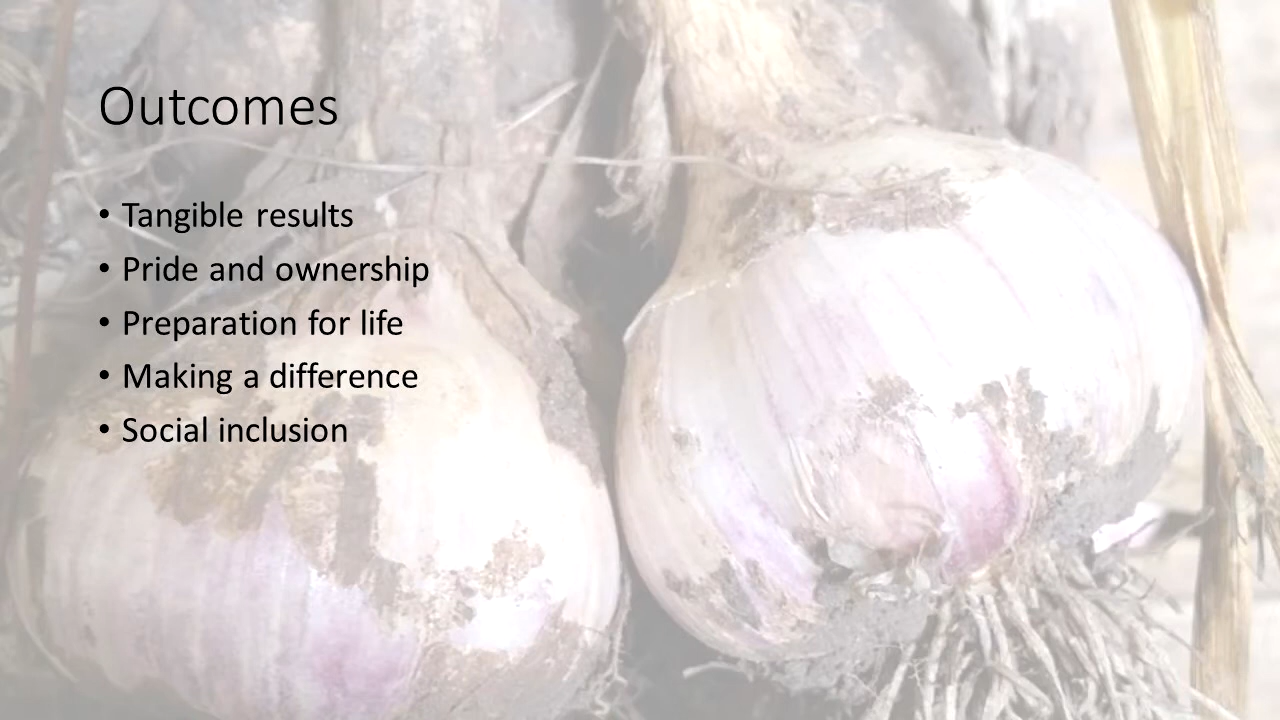 Outcomes
• Tangible results
• Pride and ownership
• Preparation for life
• Making a difference
• Social inclusion